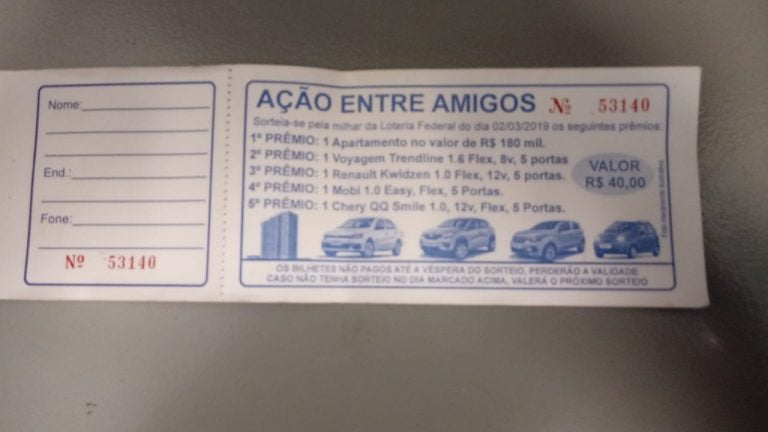 Nome:
End.:
Fone:
Nº 53140
AÇÃO ENTRE AMIGOS Nº 53140
Sorteia-se pela milhar da Loteria Federal do dia 02/03/2019 os seguintes prêmios:
1º PRÊMIO: 1 Apartamento no valor de R$ 180 mil.
2º PRÊMIO: 1 Voyagem Trendline 1.6 Flex, 8v, 5 portas
3º PRÊMIO: 1 Renault Kwidzen 1.0 Flex, 12v, 5 portas.
4º PRÊMIO: 1 Mobi 1.0 Easy, Flex, 5 Portas.
5º PRÊMIO: 1 Chery QQ Smile 1.0, 12v, Flex, 5 Portas.
VALOR
R$ 40,00
OS BILHETES NÃO PAGOS ATÉ A VÉSPERA DO SORTEIO, PERDERÃO A VALIDADE
CASO NÃO TENHA SORTEIO NO DIA MARCADO ACIMA, VALERÁ O PRÓXIMO SORTEIO